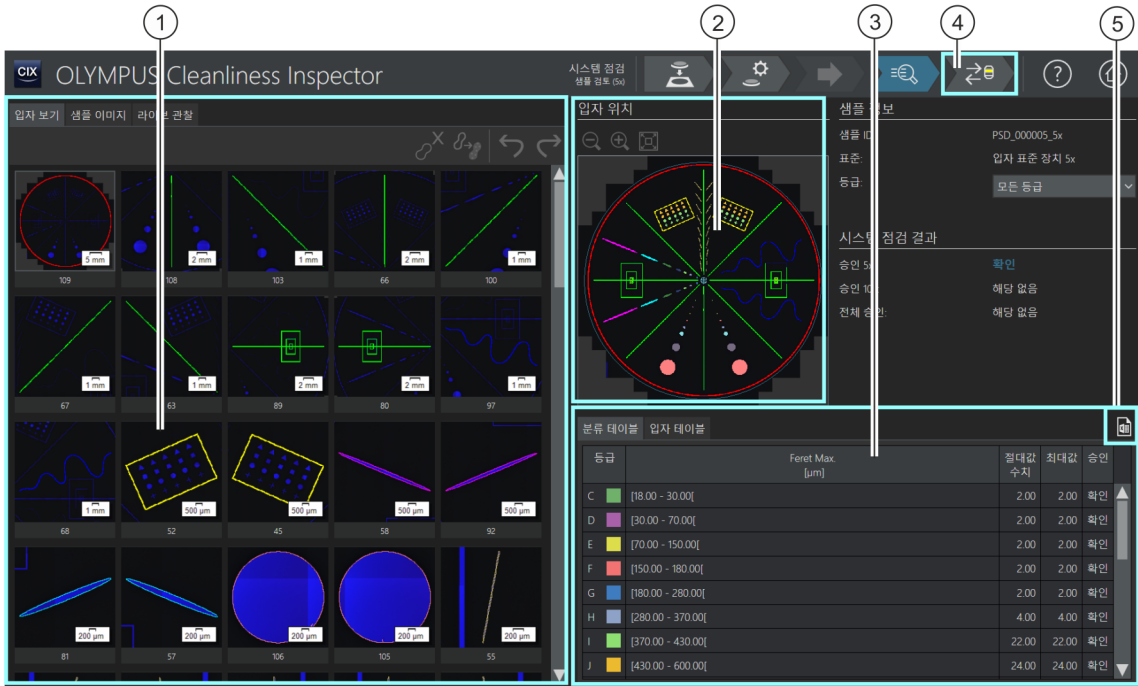 1
2
3
4
5
CIX OLYMPUS Cleanliness Inspector
시스템 점검
샘플 검토 (5x)
?
입자 보기 샘플 이미지 라이브 관찰
5 mm 2 mm 1 mm 2 mm 1 mm
109 108 103 66 100
1 mm 1 mm 2 mm 2 mm 1 mm
67 63 89 80 97
1 mm 500 µm 500 µm 500 µm 500 µm
68 52 45 58 92
200 µm 200 µm 200 µm 200 µm 200 µm
81 57 106 105 55
입자 위치
샘플 정보
샘플 ID: PSD_000005_5x
표준: 입자 표준 장치 5x
등급: 모든 등급
시스템 점검 결과
승인 5x: 확인
승인 10x: 해당 없음
전체 승인: 해당 없음
분류 테이블 입자 테이블
등급 Feret Max. [µm] 절대값 수치 최대값 승인
C [18.00 - 30.00[ 2.00 2.00 확인
D [30.00 - 70.00[ 2.00 2.00 확인
E [70.00 - 150.00[ 2.00 2.00 확인
F [150.00 - 180.00[ 2.00 2.00 확인
G [180.00 - 280.00[ 2.00 2.00 확인
H [280.00 - 370.00[ 4.00 4.00 확인
I [370.00 - 430.00[ 22.00 22.00 확인
J [430.00 - 600.00[ 24.00 24.00 확인